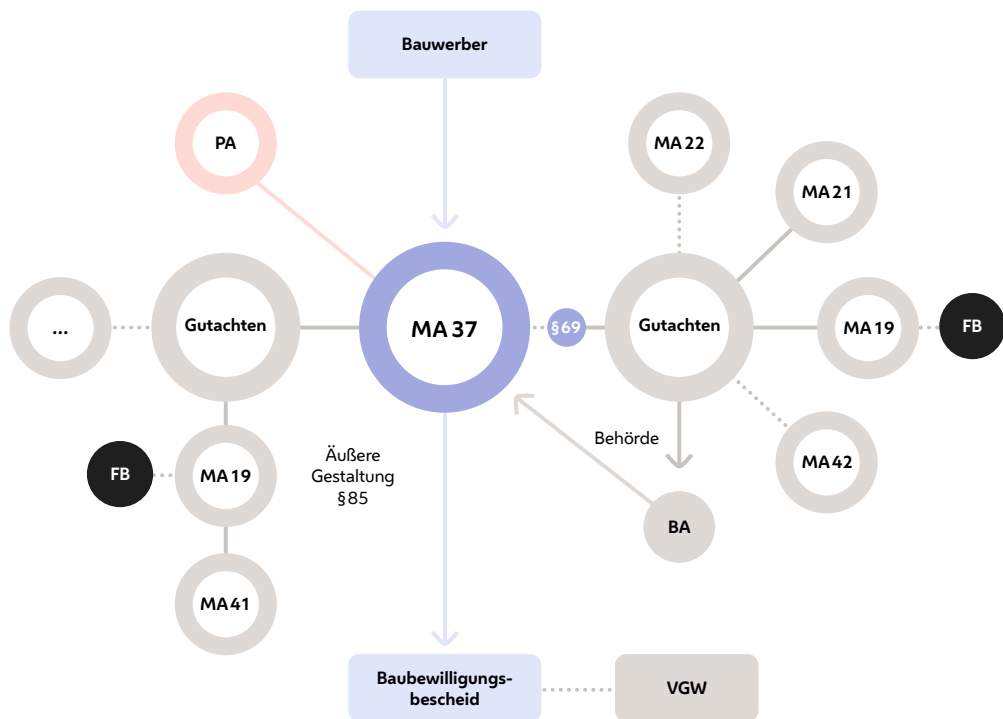 Bauwerber
PA
MA 22
MA 21
...
Gutachten
MA 37
§ 69
Gutachten
MA 19
FB
Behörde
Äußere
Gestaltung
§ 85
FB
MA 19
MA 42
BA
MA 41
Baubewilligungs-
bescheid
VGW